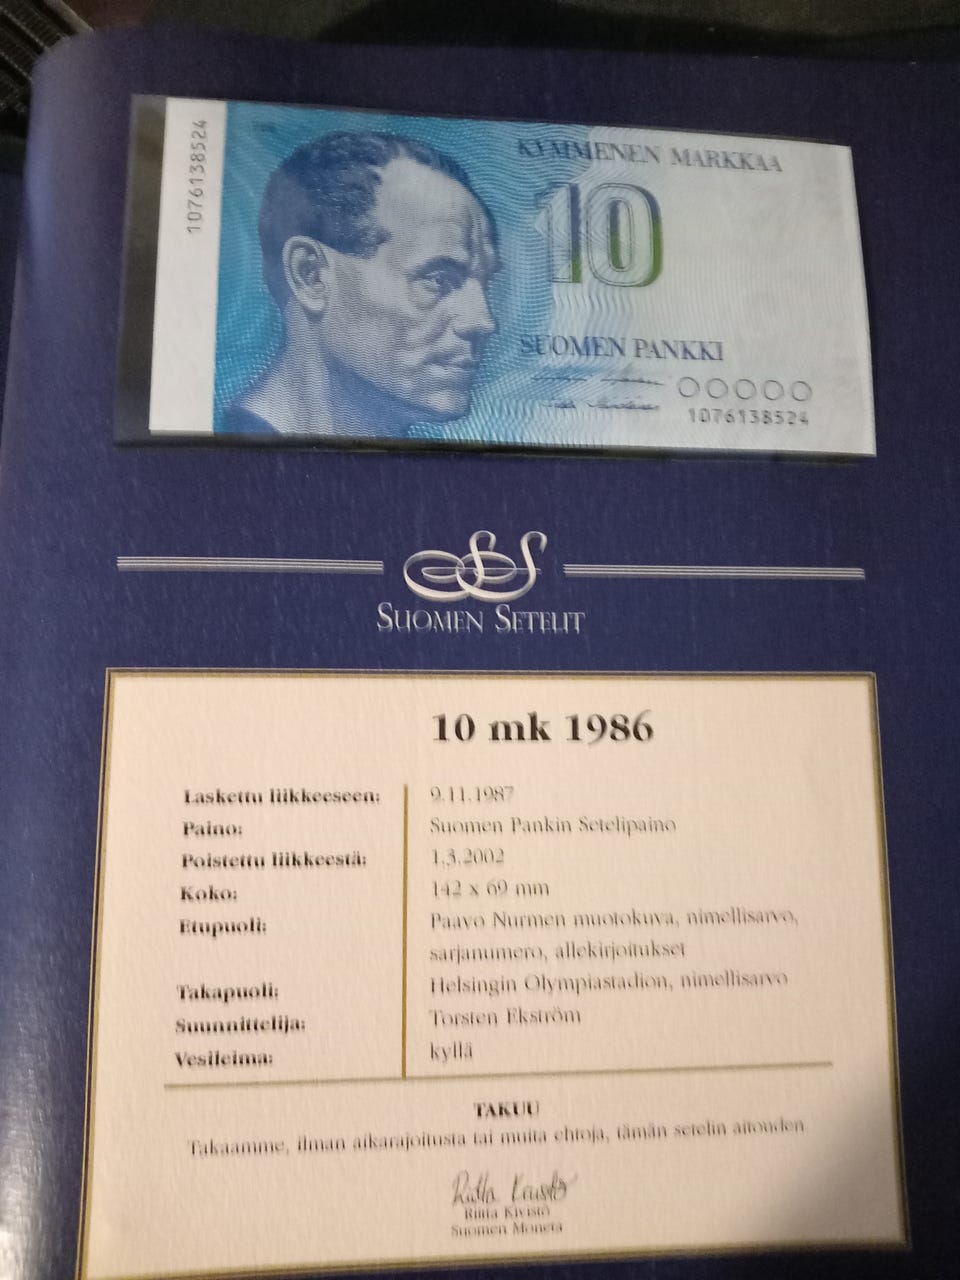 1076138524
KYMMENEN MARKKAA
10
SUOMEN PANKKI
1076138524
SUOMEN SETELIT
10 mk 1986
Laskettu liikkeeseen: 9.11.1987
Paino: Suomen Pankin Setelipaino
Poistettu liikkeestä: 1.3.2002
Koko: 142 x 69 mm
Etupuoli: Paavo Nurmen muotokuva, nimellisarvo,
sarjanumero, allekirjoitukset
Takapuoli: Helsingin Olympiastadion, nimellisarvo
Suunnittelija: Torsten Ekström
Vesileima: kyllä
TAKUU
Takaamme, ilman aikarajoitusta tai muita ehtoja, tämän setelin aitouden
Riitta Kivistö
Riitta Kivistö
Suomen Moneta